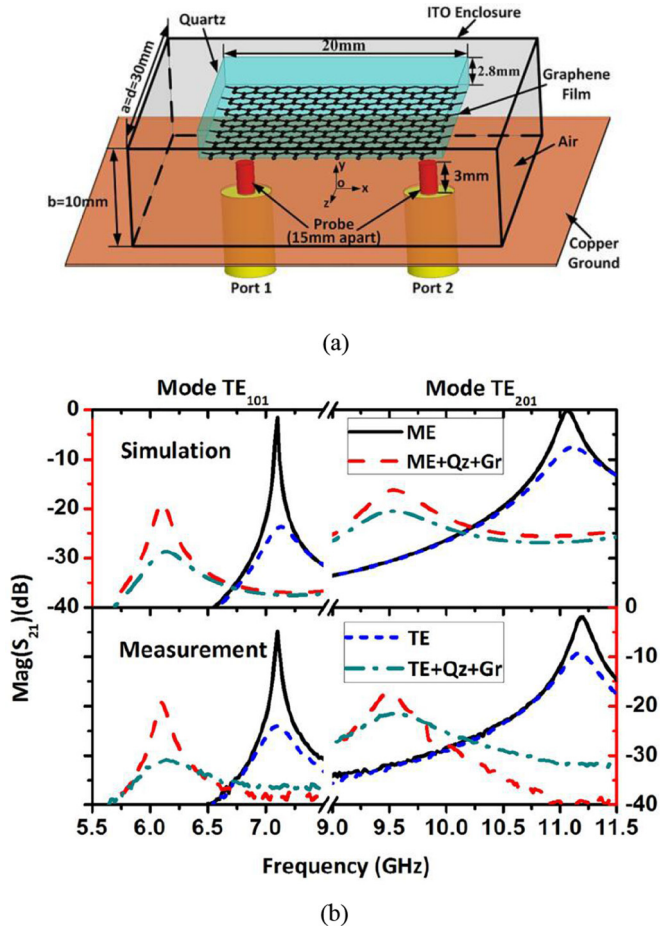 Quartz
ITO Enclosure
20mm
a=d=30mm
2.8mm
Graphene
Film
Air
b=10mm
y
o
x
z
3mm
Probe
(15mm apart)
Copper
Ground
Port 1
Port 2
(a)
Mode TE101
Mode TE201
0
-10
-20
-30
-40
Simulation
ME
ME+Qz+Gr
0
-10
-20
-30
-40
Measurement
TE
TE+Qz+Gr
Mag(S21)(dB)
5.5 6.0 6.5 7.0 9.0 9.5 10.0 10.5 11.0 11.5
Frequency (GHz)
(b)